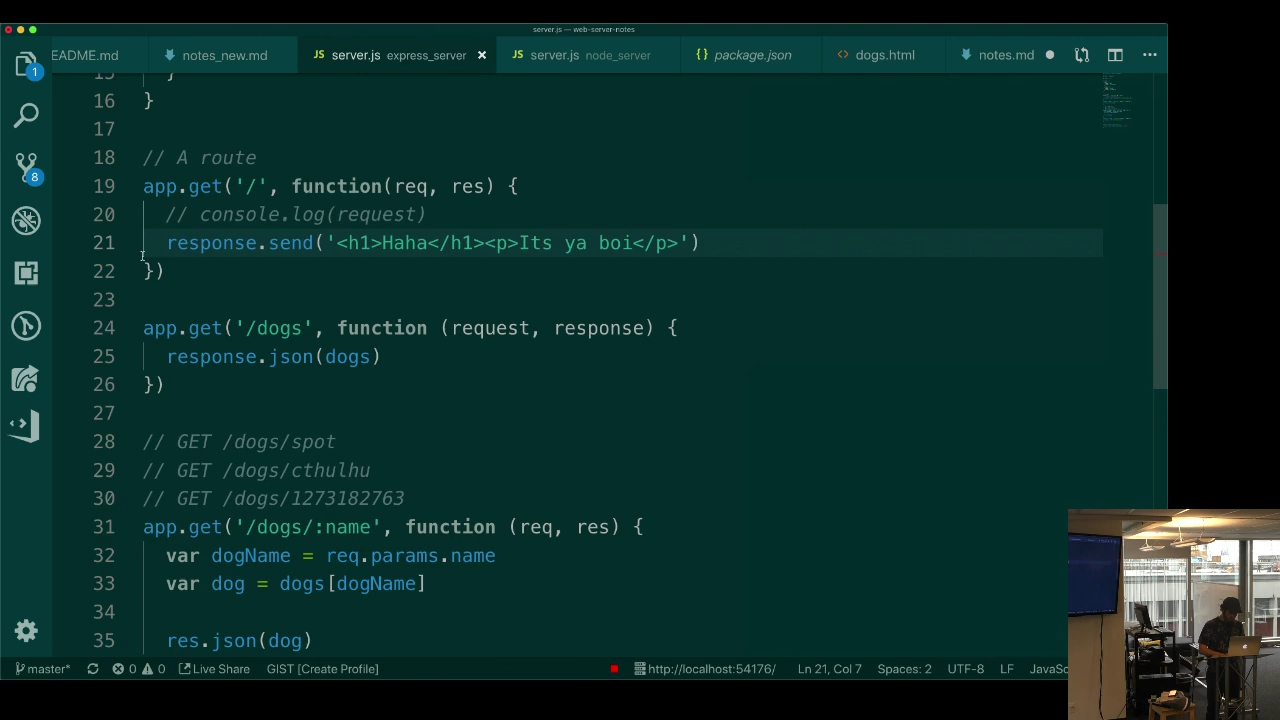 server.js — web-server-notes
EADME.md notes_new.md JS server.js express_server × JS server.js node_server {} package.json <> dogs.html notes.md
15 }
16 }
17
18 // A route
19 app.get('/', function(req, res) {
20 // console.log(request)
21 response.send('<h1>Haha</h1><p>Its ya boi</p>')
22 })
23
24 app.get('/dogs', function (request, response) {
25 response.json(dogs)
26 })
27
28 // GET /dogs/spot
29 // GET /dogs/cthulhu
30 // GET /dogs/1273182763
31 app.get('/dogs/:name', function (req, res) {
32 var dogName = req.params.name
33 var dog = dogs[dogName]
34
35 res.json(dog)
1
8
master* 0 0 Live Share GIST [Create Profile] http://localhost:54176/ Ln 21, Col 7 Spaces: 2 UTF-8 LF JavaSc